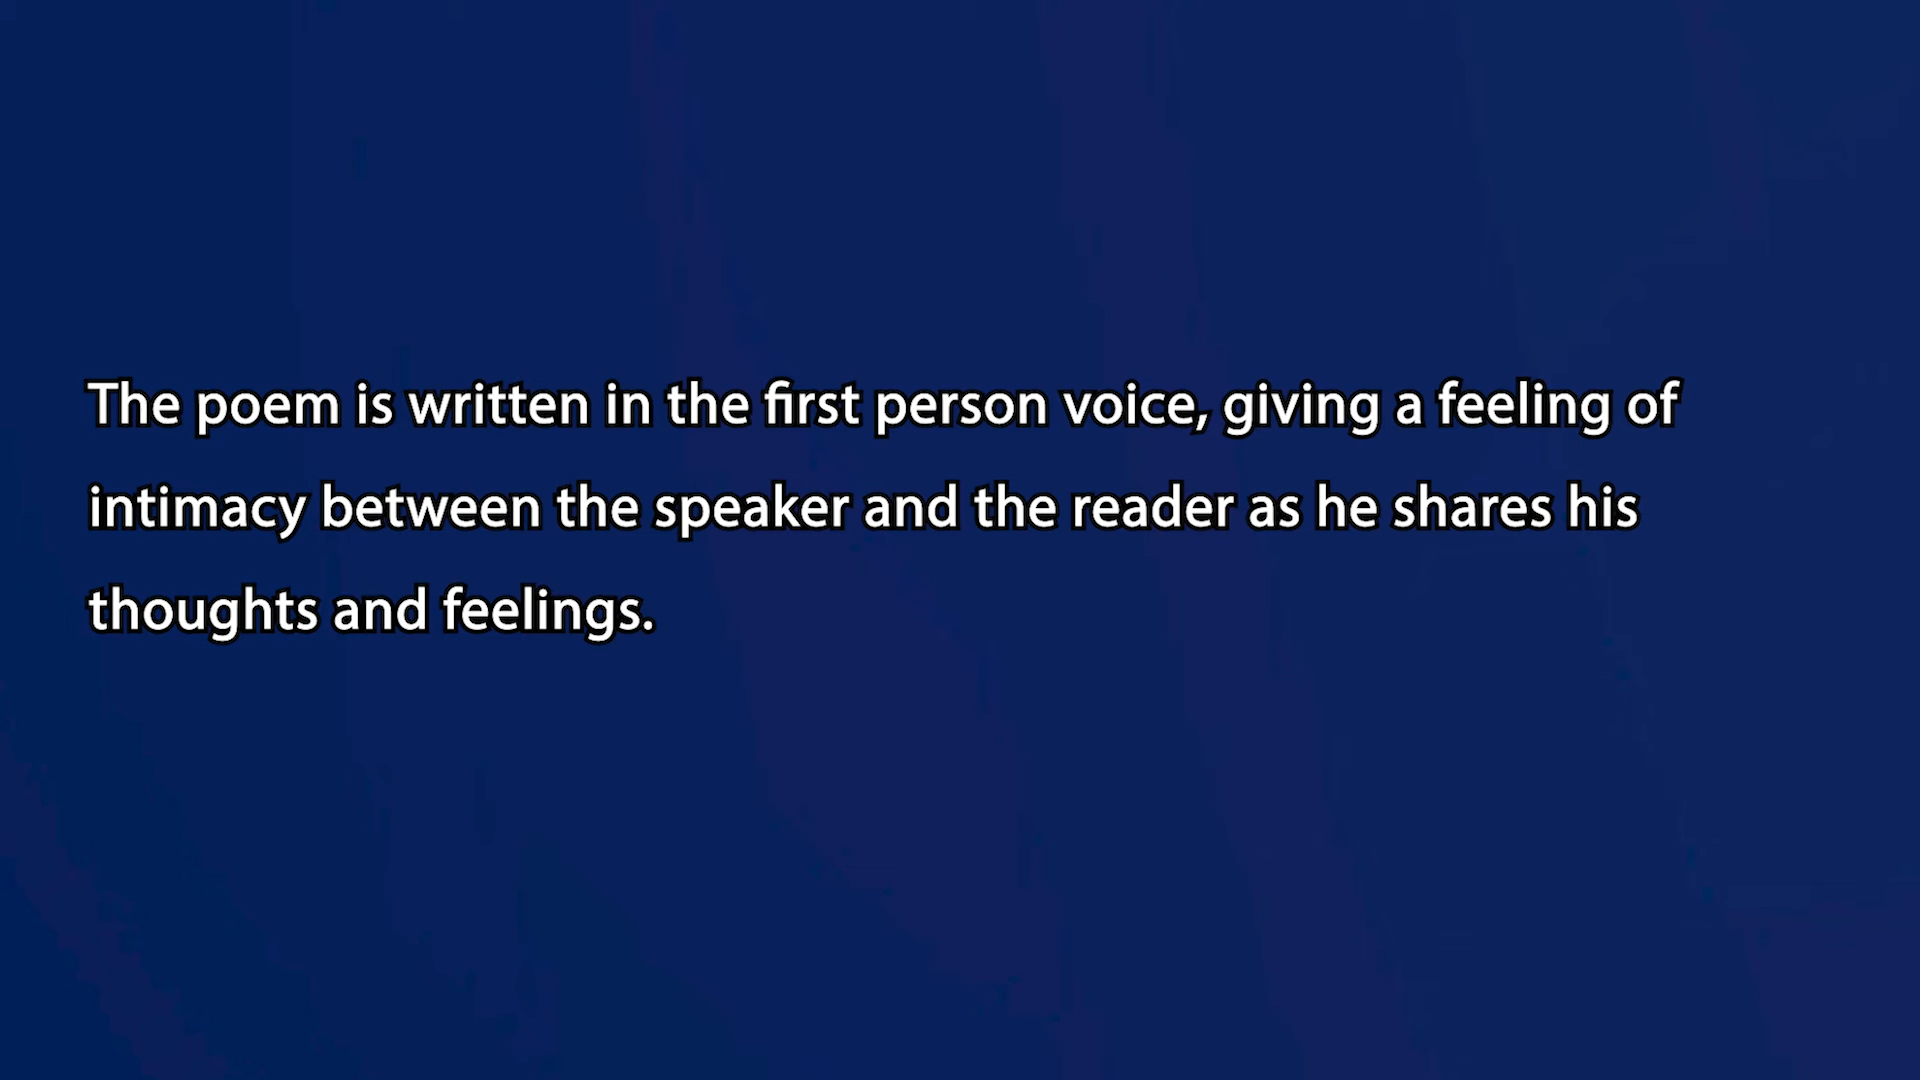 The poem is written in the first person voice, giving a feeling of
intimacy between the speaker and the reader as he shares his
thoughts and feelings.